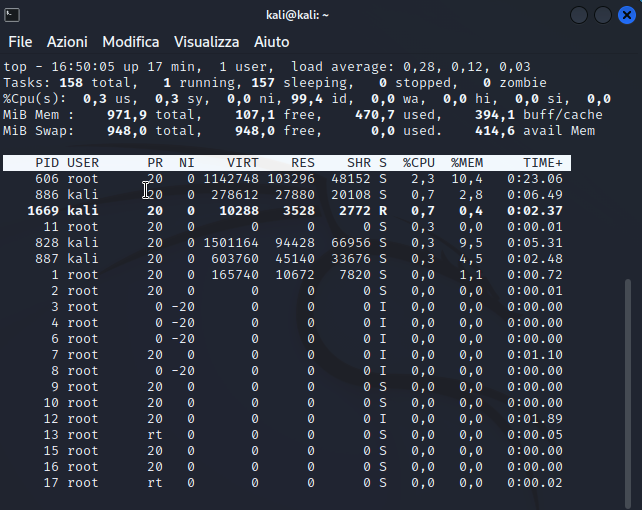 kali@kali: ~
File Azioni Modifica Visualizza Aiuto
top - 16:50:05 up 17 min,  1 user,  load average: 0,28, 0,12, 0,03
Tasks: 158 total,   1 running, 157 sleeping,   0 stopped,   0 zombie
%Cpu(s):  0,3 us,  0,3 sy,  0,0 ni, 99,4 id,  0,0 wa,  0,0 hi,  0,0 si,  0,0
MiB Mem :    971,9 total,    107,1 free,    470,7 used,    394,1 buff/cache
MiB Swap:    948,0 total,    948,0 free,      0,0 used.    414,6 avail Mem
PID USER PR NI VIRT RES SHR S %CPU %MEM TIME+
606 root 20 0 1142748 103296 48152 S 2,3 10,4 0:23.06
886 kali 20 0 278612 27880 20108 S 0,7 2,8 0:06.49
1669 kali 20 0 10288 3528 2772 R 0,7 0,4 0:02.37
11 root 20 0 0 0 0 S 0,3 0,0 0:00.01
828 kali 20 0 1501164 94428 66956 S 0,3 9,5 0:05.31
887 kali 20 0 603760 45140 33676 S 0,3 4,5 0:02.48
1 root 20 0 165740 10672 7820 S 0,0 1,1 0:00.72
2 root 20 0 0 0 0 S 0,0 0,0 0:00.01
3 root 0 -20 0 0 0 I 0,0 0,0 0:00.00
4 root 0 -20 0 0 0 I 0,0 0,0 0:00.00
6 root 0 -20 0 0 0 I 0,0 0,0 0:00.00
7 root 20 0 0 0 0 I 0,0 0,0 0:01.10
8 root 0 -20 0 0 0 I 0,0 0,0 0:00.00
9 root 20 0 0 0 0 S 0,0 0,0 0:00.00
10 root 20 0 0 0 0 S 0,0 0,0 0:00.00
12 root 20 0 0 0 0 I 0,0 0,0 0:01.89
13 root rt 0 0 0 0 S 0,0 0,0 0:00.05
15 root 20 0 0 0 0 S 0,0 0,0 0:00.00
16 root 20 0 0 0 0 S 0,0 0,0 0:00.00
17 root rt 0 0 0 0 S 0,0 0,0 0:00.02